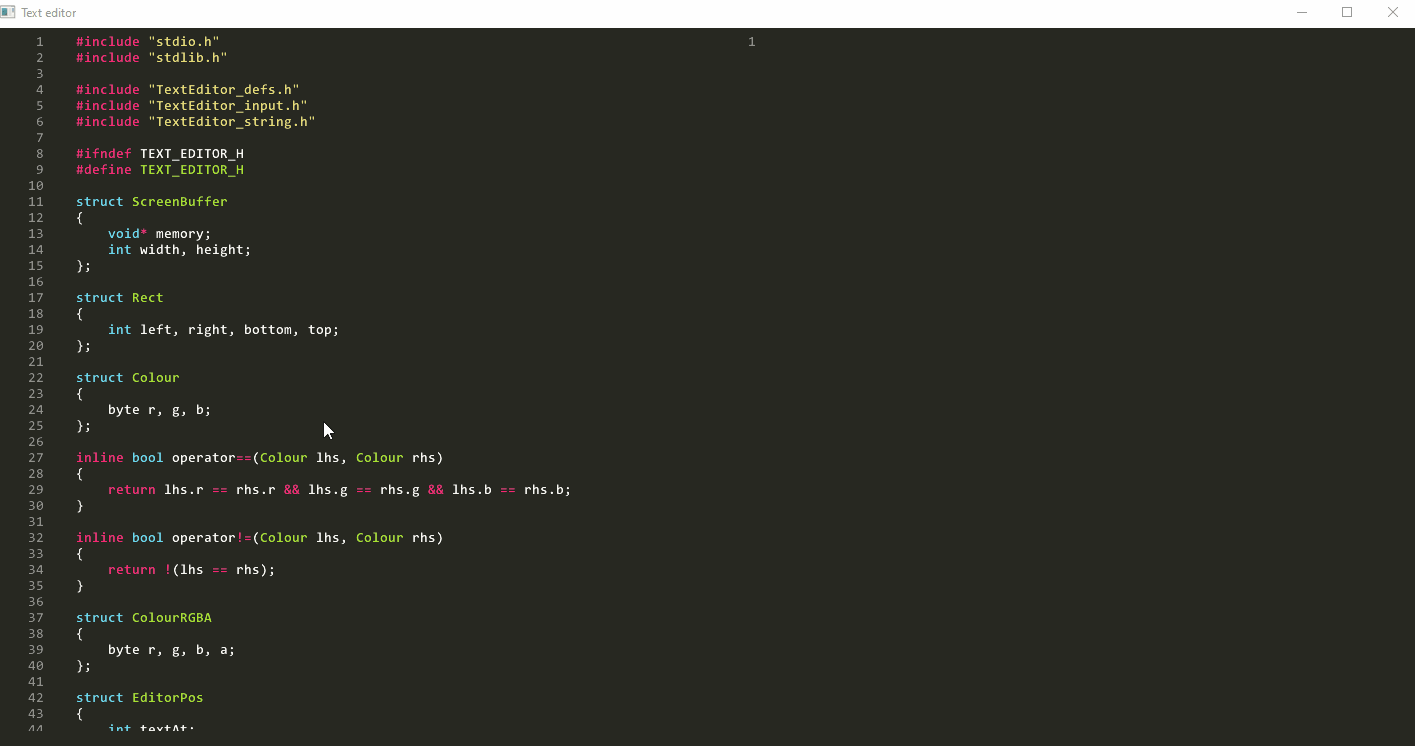 Text editor
1 #include "stdio.h"
2 #include "stdlib.h"
3
4 #include "TextEditor_defs.h"
5 #include "TextEditor_input.h"
6 #include "TextEditor_string.h"
7
8 #ifndef TEXT_EDITOR_H
9 #define TEXT_EDITOR_H
10
11 struct ScreenBuffer
12 {
13     void* memory;
14     int width, height;
15 };
16
17 struct Rect
18 {
19     int left, right, bottom, top;
20 };
21
22 struct Colour
23 {
24     byte r, g, b;
25 };
26
27 inline bool operator==(Colour lhs, Colour rhs)
28 {
29     return lhs.r == rhs.r && lhs.g == rhs.g && lhs.b == rhs.b;
30 }
31
32 inline bool operator!=(Colour lhs, Colour rhs)
33 {
34     return !(lhs == rhs);
35 }
36
37 struct ColourRGBA
38 {
39     byte r, g, b, a;
40 };
41
42 struct EditorPos
43 {
44     int textAt;
1